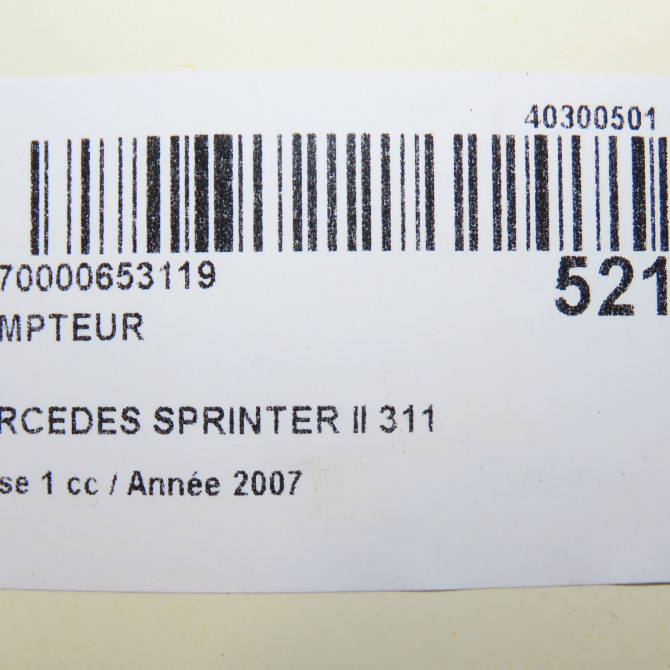 40300501
70000653119
521
MPTEUR
RCEDES SPRINTER II 311
se 1 cc / Année 2007